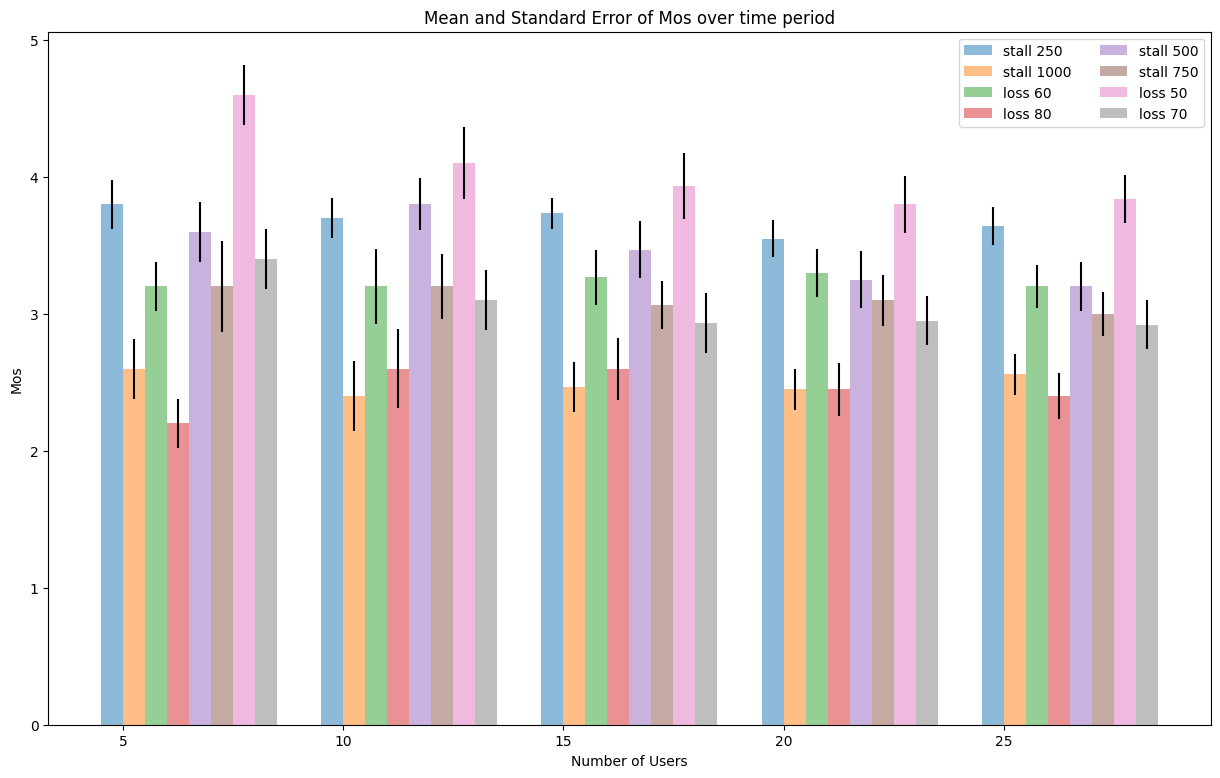 Mean and Standard Error of Mos over time period
stall 250
stall 1000
loss 60
loss 80
stall 500
stall 750
loss 50
loss 70
Mos
5
4
3
2
1
0
5 10 15 20 25
Number of Users